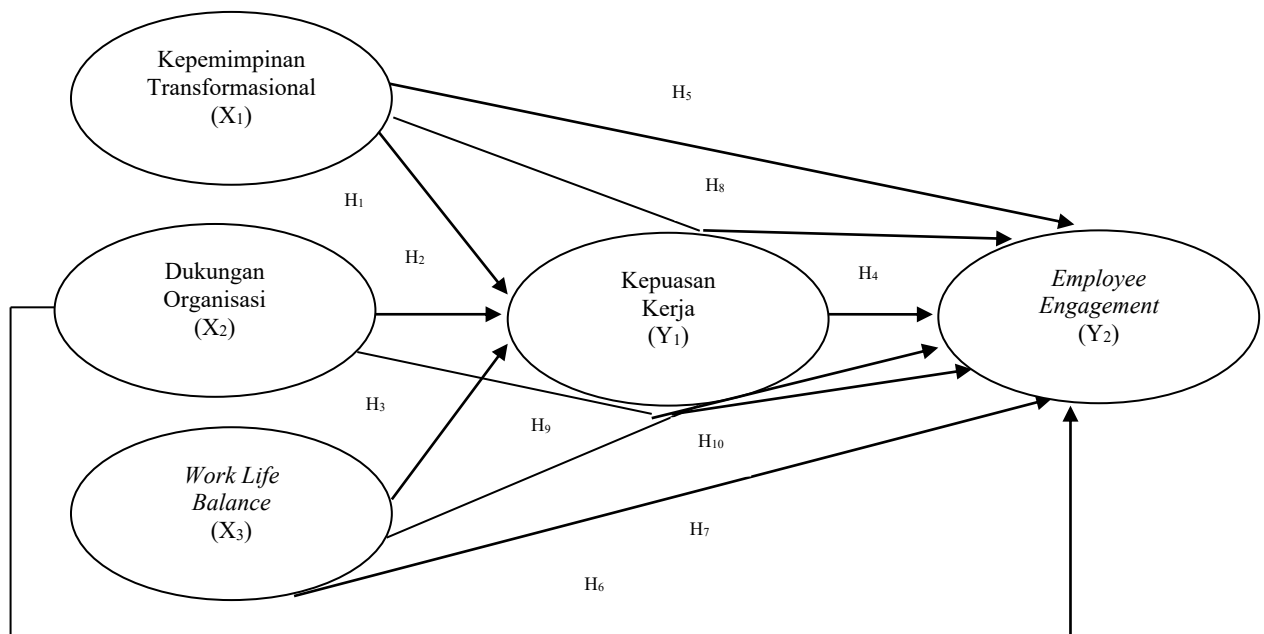 Kepemimpinan
Transformasional
(X₁)
H₅
H₈
H₁
H₂
Dukungan
Organisasi
(X₂)
Kepuasan
Kerja
(Y₁)
H₄
Employee
Engagement
(Y₂)
H₃
H₉
H₁₀
Work Life
Balance
(X₃)
H₇
H₆